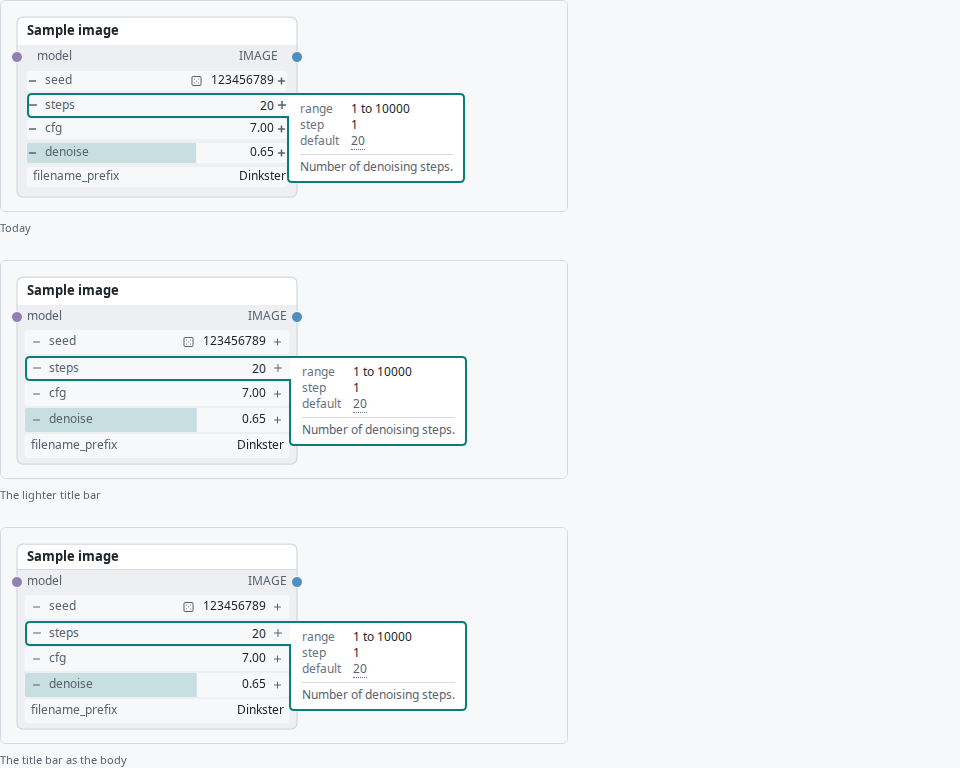 Sample image
model IMAGE
seed 123456789 +
steps 20 + range 1 to 10000
step 1
cfg 7.00 + default 20
denoise 0.65 + Number of denoising steps.
filename_prefix Dinkster
Today
Sample image
model IMAGE
− seed 123456789 +
− steps 20 + range 1 to 10000
step 1
− cfg 7.00 + default 20
− denoise 0.65 + Number of denoising steps.
filename_prefix Dinkster
The lighter title bar
Sample image
model IMAGE
− seed 123456789 +
− steps 20 + range 1 to 10000
step 1
− cfg 7.00 + default 20
− denoise 0.65 + Number of denoising steps.
filename_prefix Dinkster
The title bar as the body